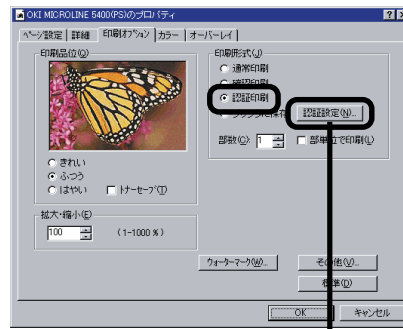 OKI MICROLINE 5400(PS)のプロパティ
ページ設定 詳細 印刷オプション カラー オーバーレイ
印刷品位(Q)
きれい
ふつう
はやい トナーセーブ(T)
拡大・縮小(E)
100 (1-1000 %)
印刷形式(J)
通常印刷
確認印刷
認証印刷
認証設定(N)...
部数(C): 1 部単位で印刷(L)
ウォーターマーク(W)... その他(V)...
標準(D)
OK キャンセル